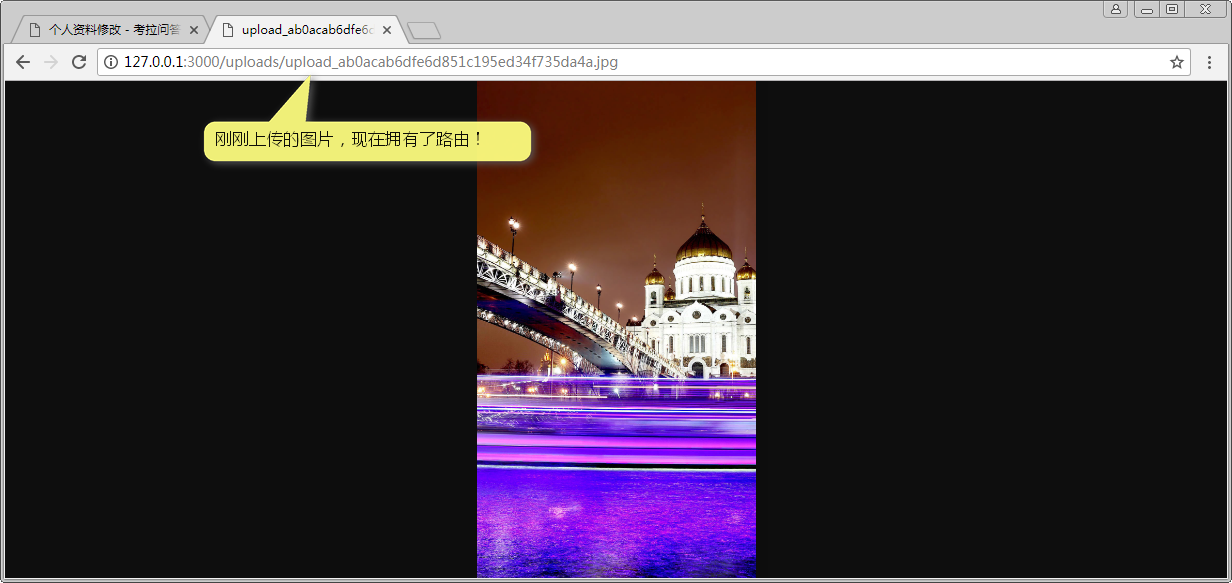 个人资料修改 - 考拉问答
upload_ab0acab6dfe6c
127.0.0.1:3000/uploads/upload_ab0acab6dfe6d851c195ed34f735da4a.jpg
刚刚上传的图片，现在拥有了路由！